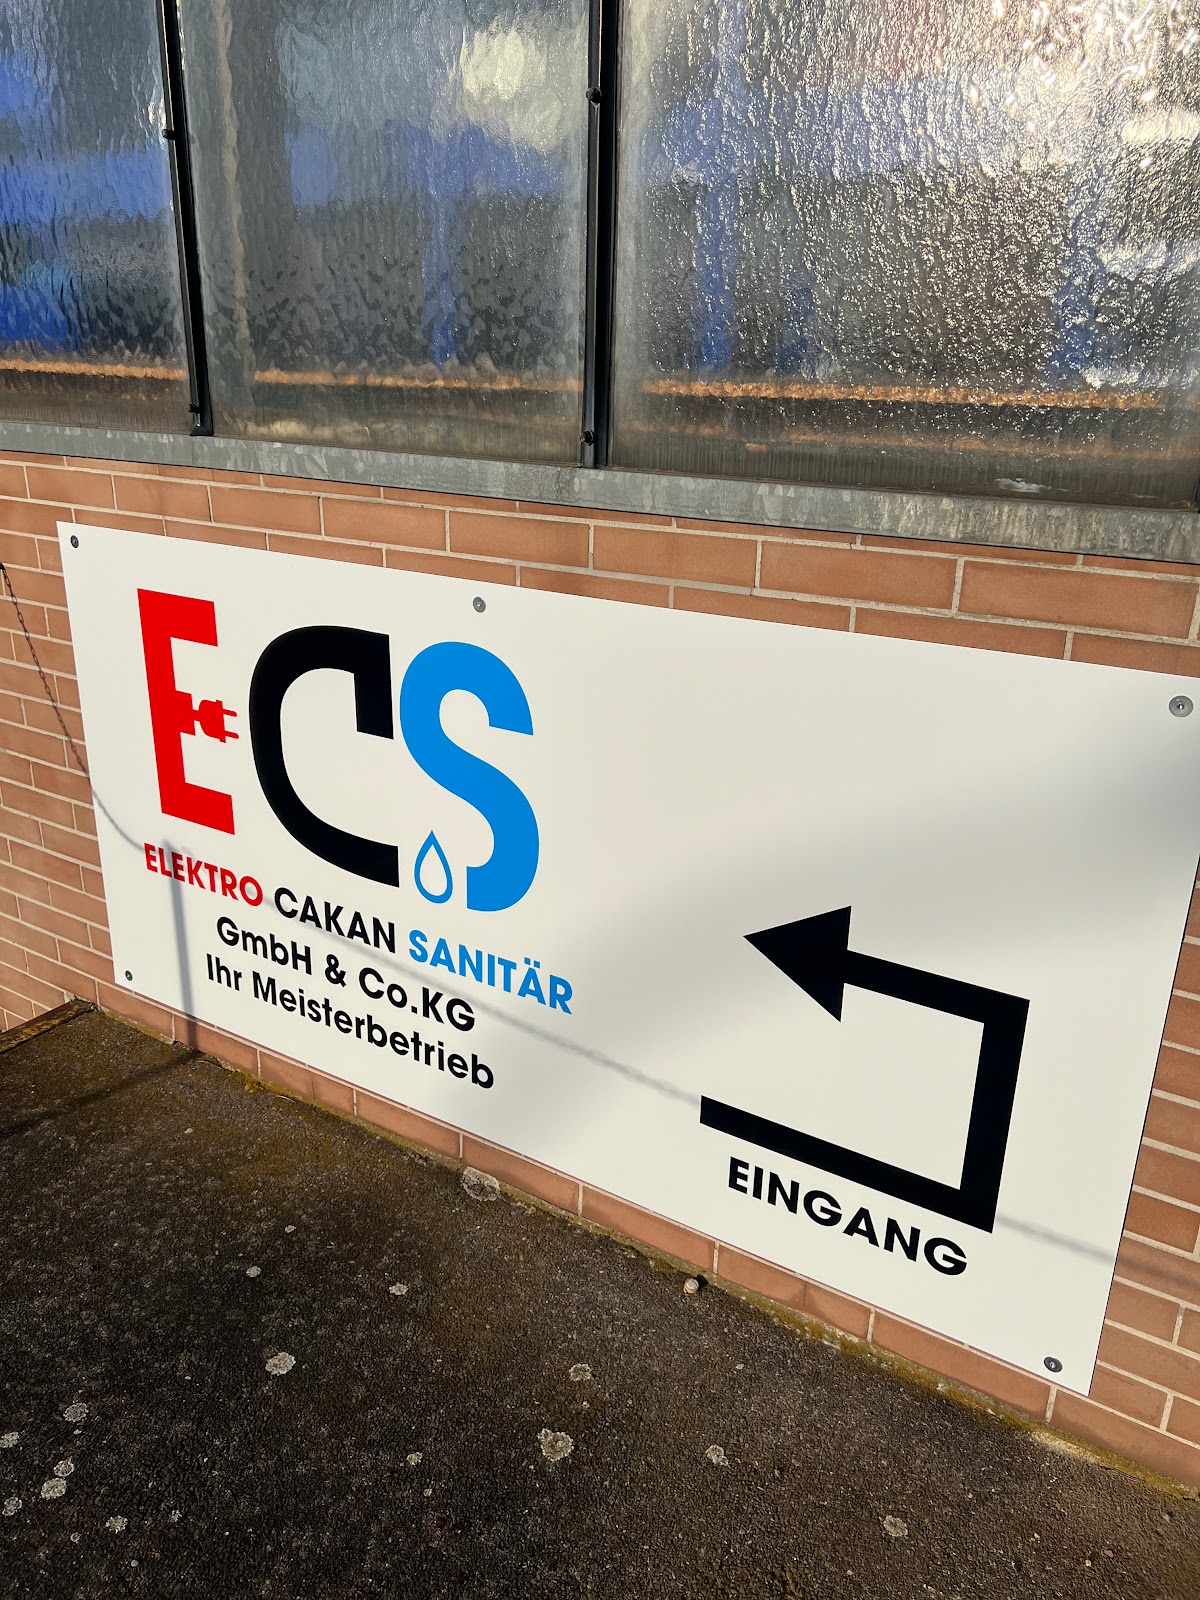 ECS
ELEKTRO CAKAN SANITÄR
GmbH & Co.KG
Ihr Meisterbetrieb
EINGANG